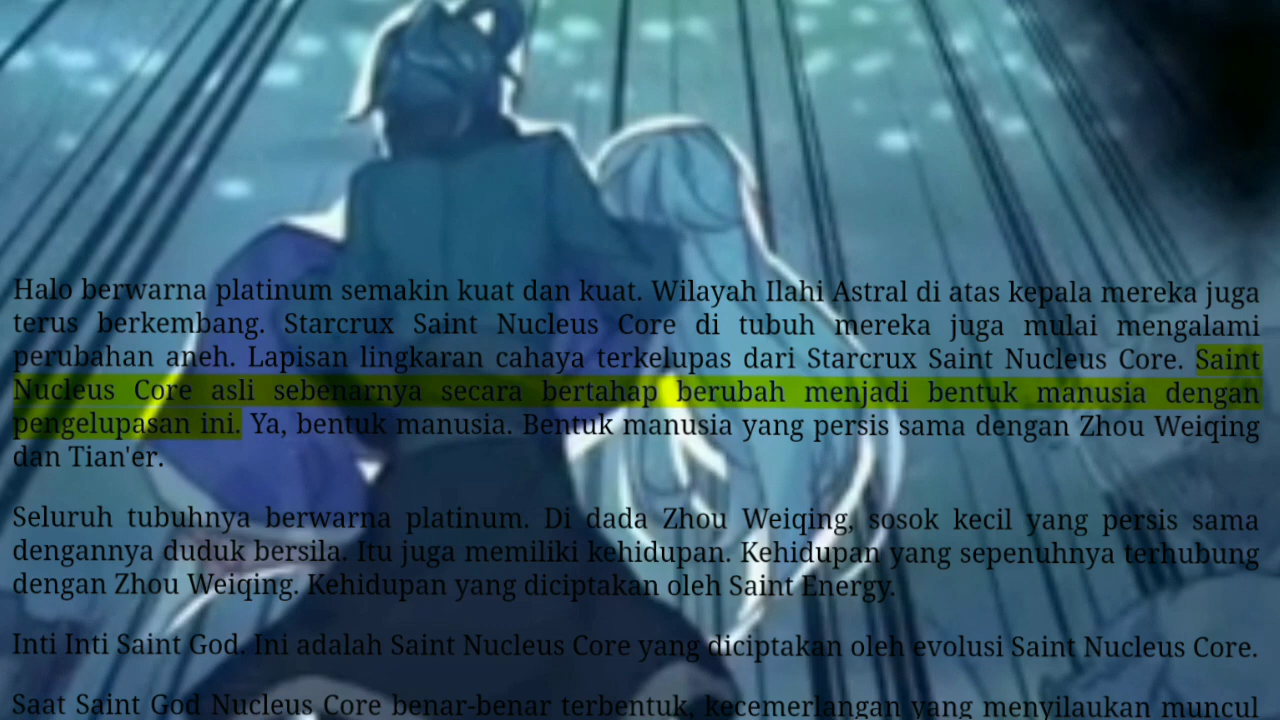 Halo berwarna platinum semakin kuat dan kuat. Wilayah Ilahi Astral di atas kepala mereka juga
terus berkembang. Starcrux Saint Nucleus Core di tubuh mereka juga mulai mengalami
perubahan aneh. Lapisan lingkaran cahaya terkelupas dari Starcrux Saint Nucleus Core. Saint
Nucleus Core asli sebenarnya secara bertahap berubah menjadi bentuk manusia dengan
pengelupasan ini. Ya, bentuk manusia. Bentuk manusia yang persis sama dengan Zhou Weiqing
dan Tian'er.
Seluruh tubuhnya berwarna platinum. Di dada Zhou Weiqing, sosok kecil yang persis sama
dengannya duduk bersila. Itu juga memiliki kehidupan. Kehidupan yang sepenuhnya terhubung
dengan Zhou Weiqing. Kehidupan yang diciptakan oleh Saint Energy.
Inti Inti Saint God. Ini adalah Saint Nucleus Core yang diciptakan oleh evolusi Saint Nucleus Core.
Saat Saint God Nucleus Core benar-benar terbentuk, kecemerlangan yang menyilaukan muncul